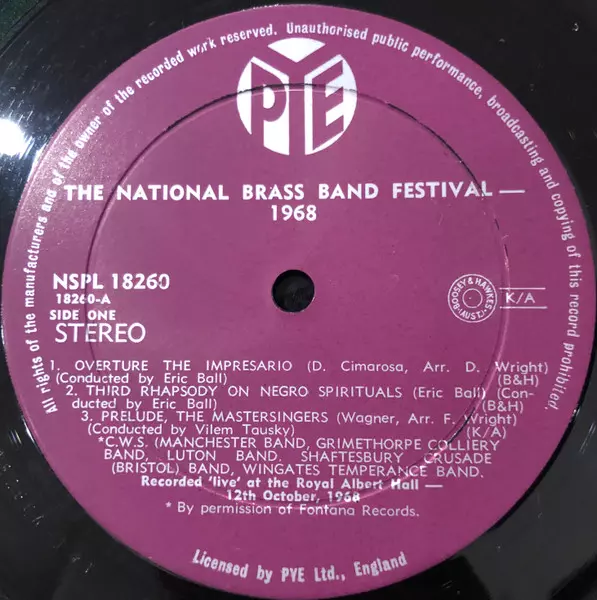 All rights of the manufacturers and of the owner of the recorded work reserved. Unauthorised public performance, broadcasting and copying of this record prohibited.
PYE
THE NATIONAL BRASS BAND FESTIVAL —
1968
NSPL 18260
18260-A
SIDE ONE
STEREO
BOOSEY & HAWKES
(AUST.)
K/A
1. OVERTURE THE IMPRESARIO (D. Cimarosa, Arr. D. Wright)
(Conducted by Eric Ball) (B&H)
2. THIRD RHAPSODY ON NEGRO SPIRITUALS (Eric Ball) (Con-
ducted by Eric Ball) (B&H)
3. PRELUDE, THE MASTERSINGERS (Wagner, Arr. F. Wright)
(Conducted by Vilem Tausky) (K/A)
*C.W.S. (MANCHESTER BAND, GRIMETHORPE COLLIERY
BAND, LUTON BAND. SHAFTESBURY CRUSADE
(BRISTOL) BAND, WINGATES TEMPERANCE BAND.
Recorded 'live' at the Royal Albert Hall —
12th October, 1968
* By permission of Fontana Records.
Licensed by PYE Ltd., England